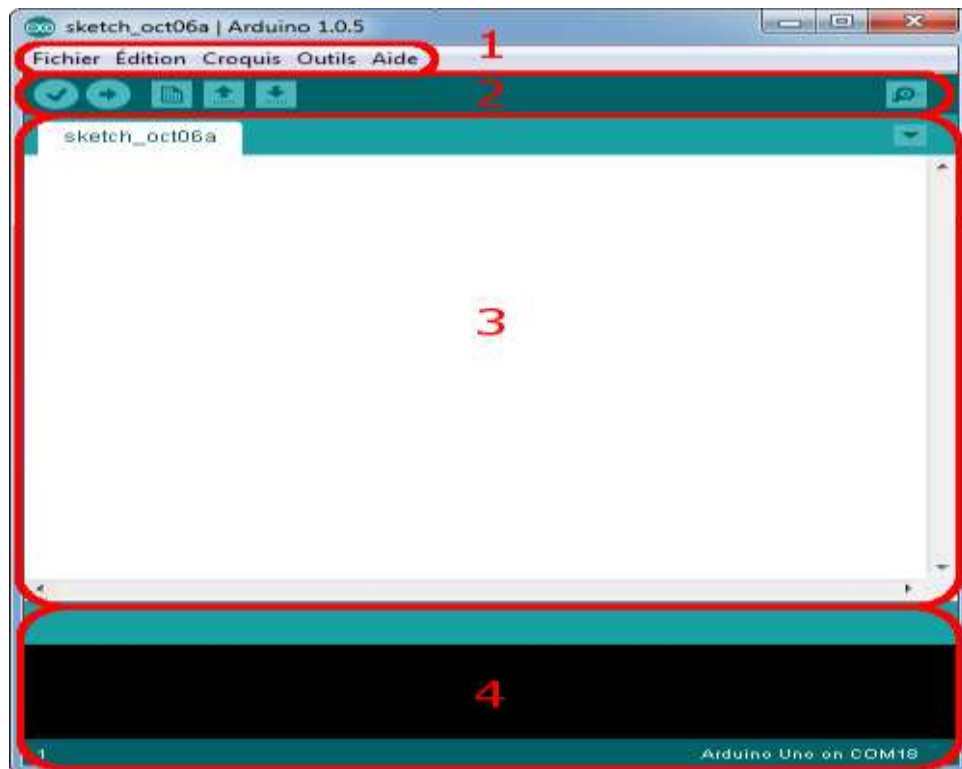 sketch_oct06a | Arduino 1.0.5
1
Fichier Édition Croquis Outils Aide
2
sketch_oct06a
3
4
1 Arduino Uno on COM18